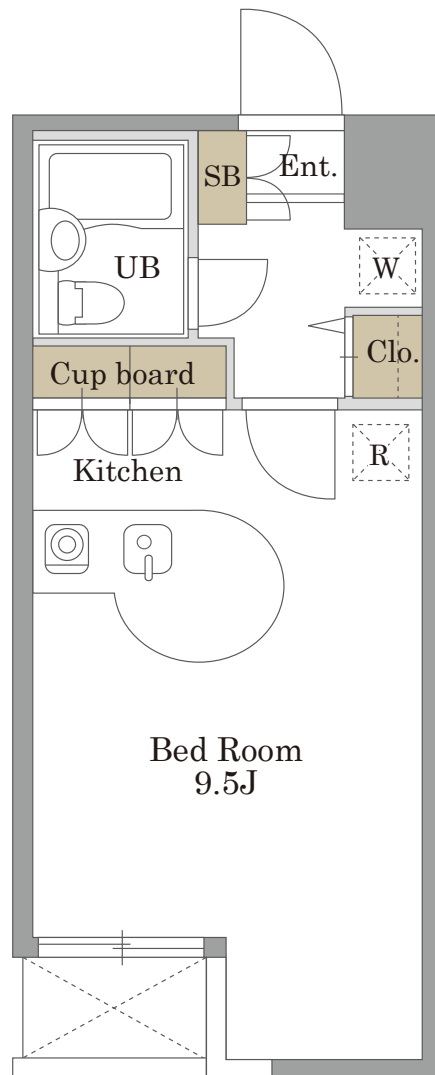 SB
Ent.
UB
W
Clo.
Cup board
Kitchen
R
Bed Room
9.5J